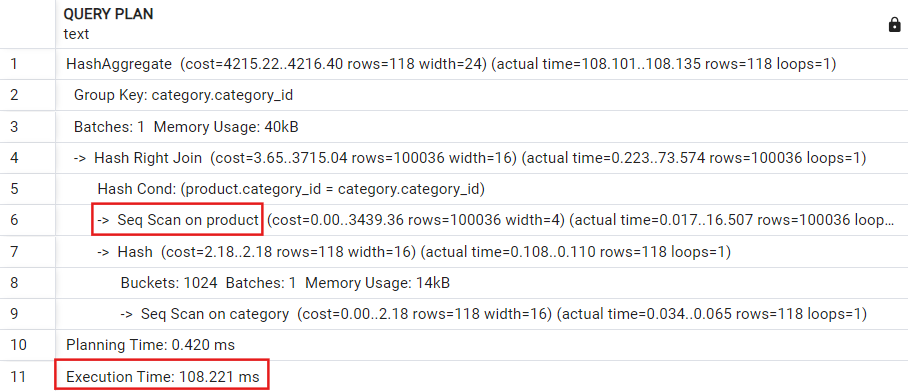 QUERY PLAN
text
1 HashAggregate (cost=4215.22..4216.40 rows=118 width=24) (actual time=108.101..108.135 rows=118 loops=1)
2 Group Key: category.category_id
3 Batches: 1 Memory Usage: 40kB
4 -> Hash Right Join (cost=3.65..3715.04 rows=100036 width=16) (actual time=0.223..73.574 rows=100036 loops=1)
5 Hash Cond: (product.category_id = category.category_id)
6 -> Seq Scan on product (cost=0.00..3439.36 rows=100036 width=4) (actual time=0.017..16.507 rows=100036 loop...
7 -> Hash (cost=2.18..2.18 rows=118 width=16) (actual time=0.108..0.110 rows=118 loops=1)
8 Buckets: 1024 Batches: 1 Memory Usage: 14kB
9 -> Seq Scan on category (cost=0.00..2.18 rows=118 width=16) (actual time=0.034..0.065 rows=118 loops=1)
10 Planning Time: 0.420 ms
11 Execution Time: 108.221 ms